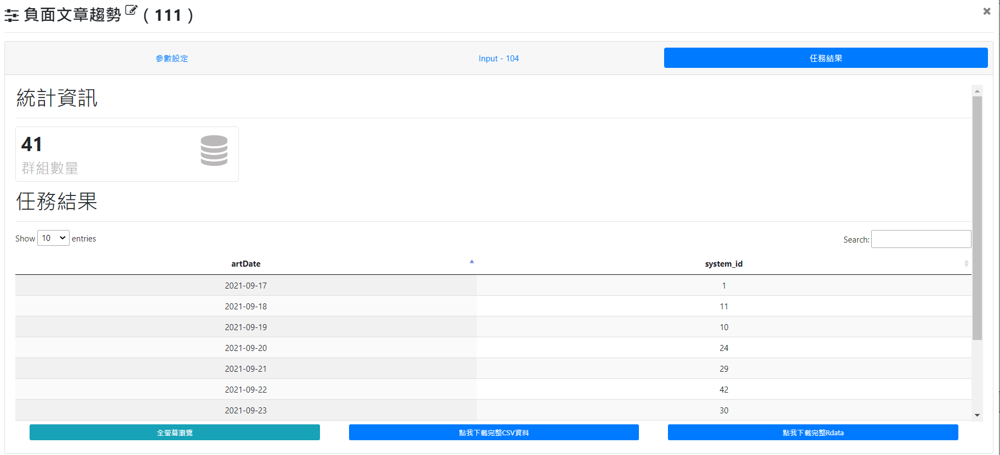 負面文章趨勢 ( 111 )
參數設定 Input - 104 任務結果
統計資訊
41
群組數量
任務結果
Show 10 entries Search:
artDate system_id
2021-09-17 1
2021-09-18 11
2021-09-19 10
2021-09-20 24
2021-09-21 29
2021-09-22 42
2021-09-23 30
全螢幕瀏覽 點我下載完整CSV資料 點我下載完整Rdata